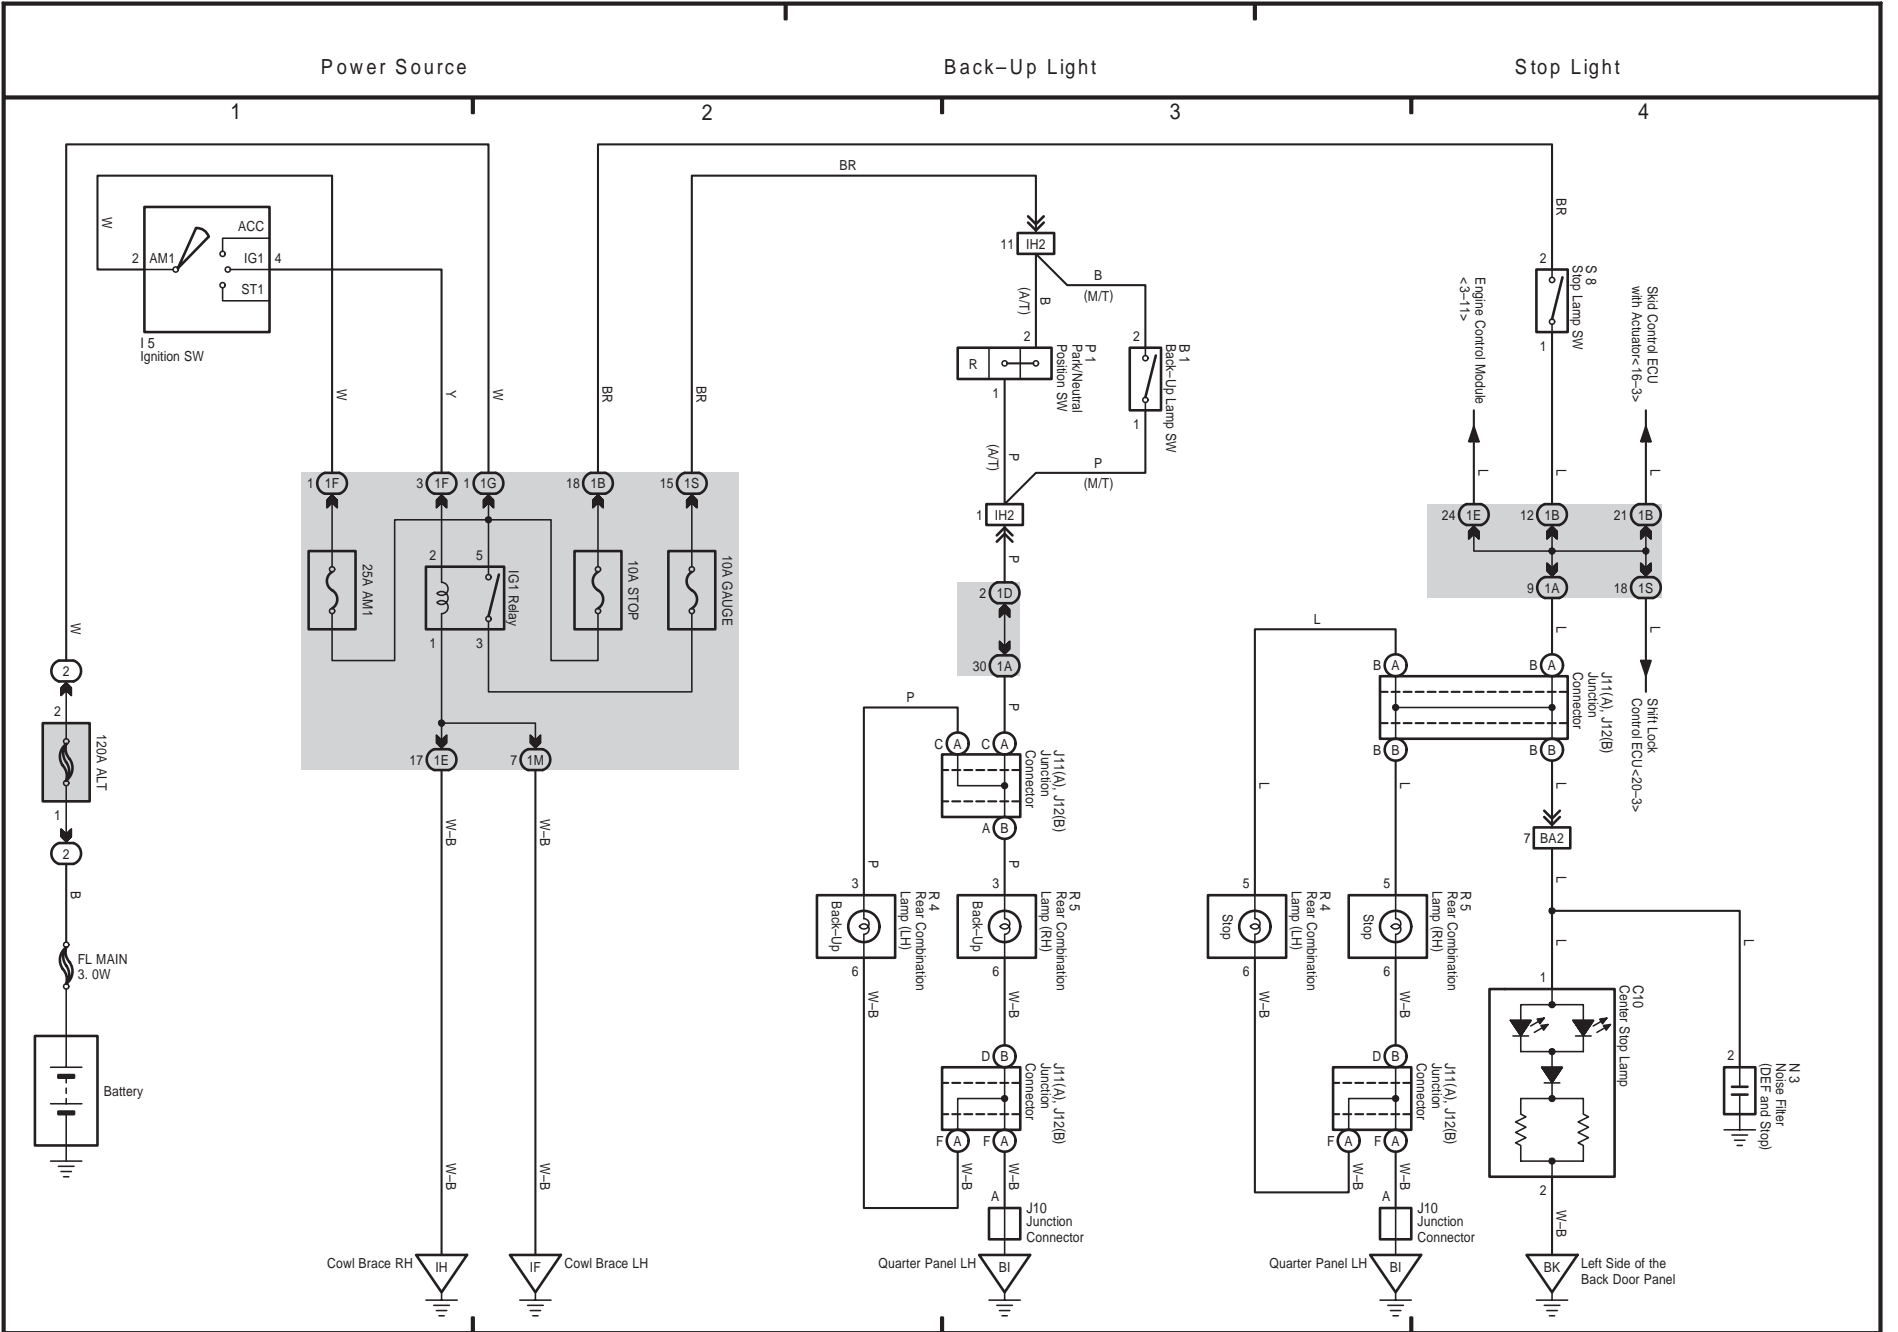 Power Source
Back–Up Light
Stop Light
1
2
3
4
W
2
AM1
ACC
IG1
4
ST1
I 5
Ignition SW
W
Y
W
BR
BR
BR
1
1F
3
1F
1
1G
18
1B
15
1S
25A AM1
2
5
IG1 Relay
1
3
10A STOP
10A GAUGE
17
1E
7
1M
W
2
2
120A ALT
1
2
B
FL MAIN
3. 0W
Battery
W–B
W–B
W–B
W–B
Cowl Brace RH
IH
IF
Cowl Brace LH
11
IH2
B
(A/T)
B
(M/T)
2
R
1
P 1
Park/Neutral
Position SW
2
1
B 1
Back–Up Lamp SW
P
(A/T)
P
(M/T)
1
IH2
P
2
1D
30
1A
P
P
C
A
C
A
J11(A), J12(B)
Junction
Connector
A
B
P
P
3
Back–Up
6
R 4
Rear Combination
Lamp (LH)
3
Back–Up
6
R 5
Rear Combination
Lamp (RH)
W–B
W–B
D
B
J11(A), J12(B)
Junction
Connector
F
A
F
A
W–B
W–B
A
J10
Junction
Connector
Quarter Panel LH
BI
BR
2
1
S 8
Stop Lamp SW
Engine Control Module
<3–11>
Skid Control ECU
with Actuator<16–3>
L
L
L
24
1E
12
1B
21
1B
9
1A
18
1S
L
L
L
Shift Lock
Control ECU<20–3>
B
A
B
A
J11(A), J12(B)
Junction
Connector
B
B
B
B
L
L
L
7
BA2
L
L
L
5
Stop
6
R 4
Rear Combination
Lamp (LH)
5
Stop
6
R 5
Rear Combination
Lamp (RH)
W–B
W–B
D
B
J11(A), J12(B)
Junction
Connector
F
A
F
A
W–B
W–B
A
J10
Junction
Connector
Quarter Panel LH
BI
1
C10
Center Stop Lamp
2
W–B
BK
Left Side of the
Back Door Panel
2
N 3
Noise Filter
(DEF and Stop)